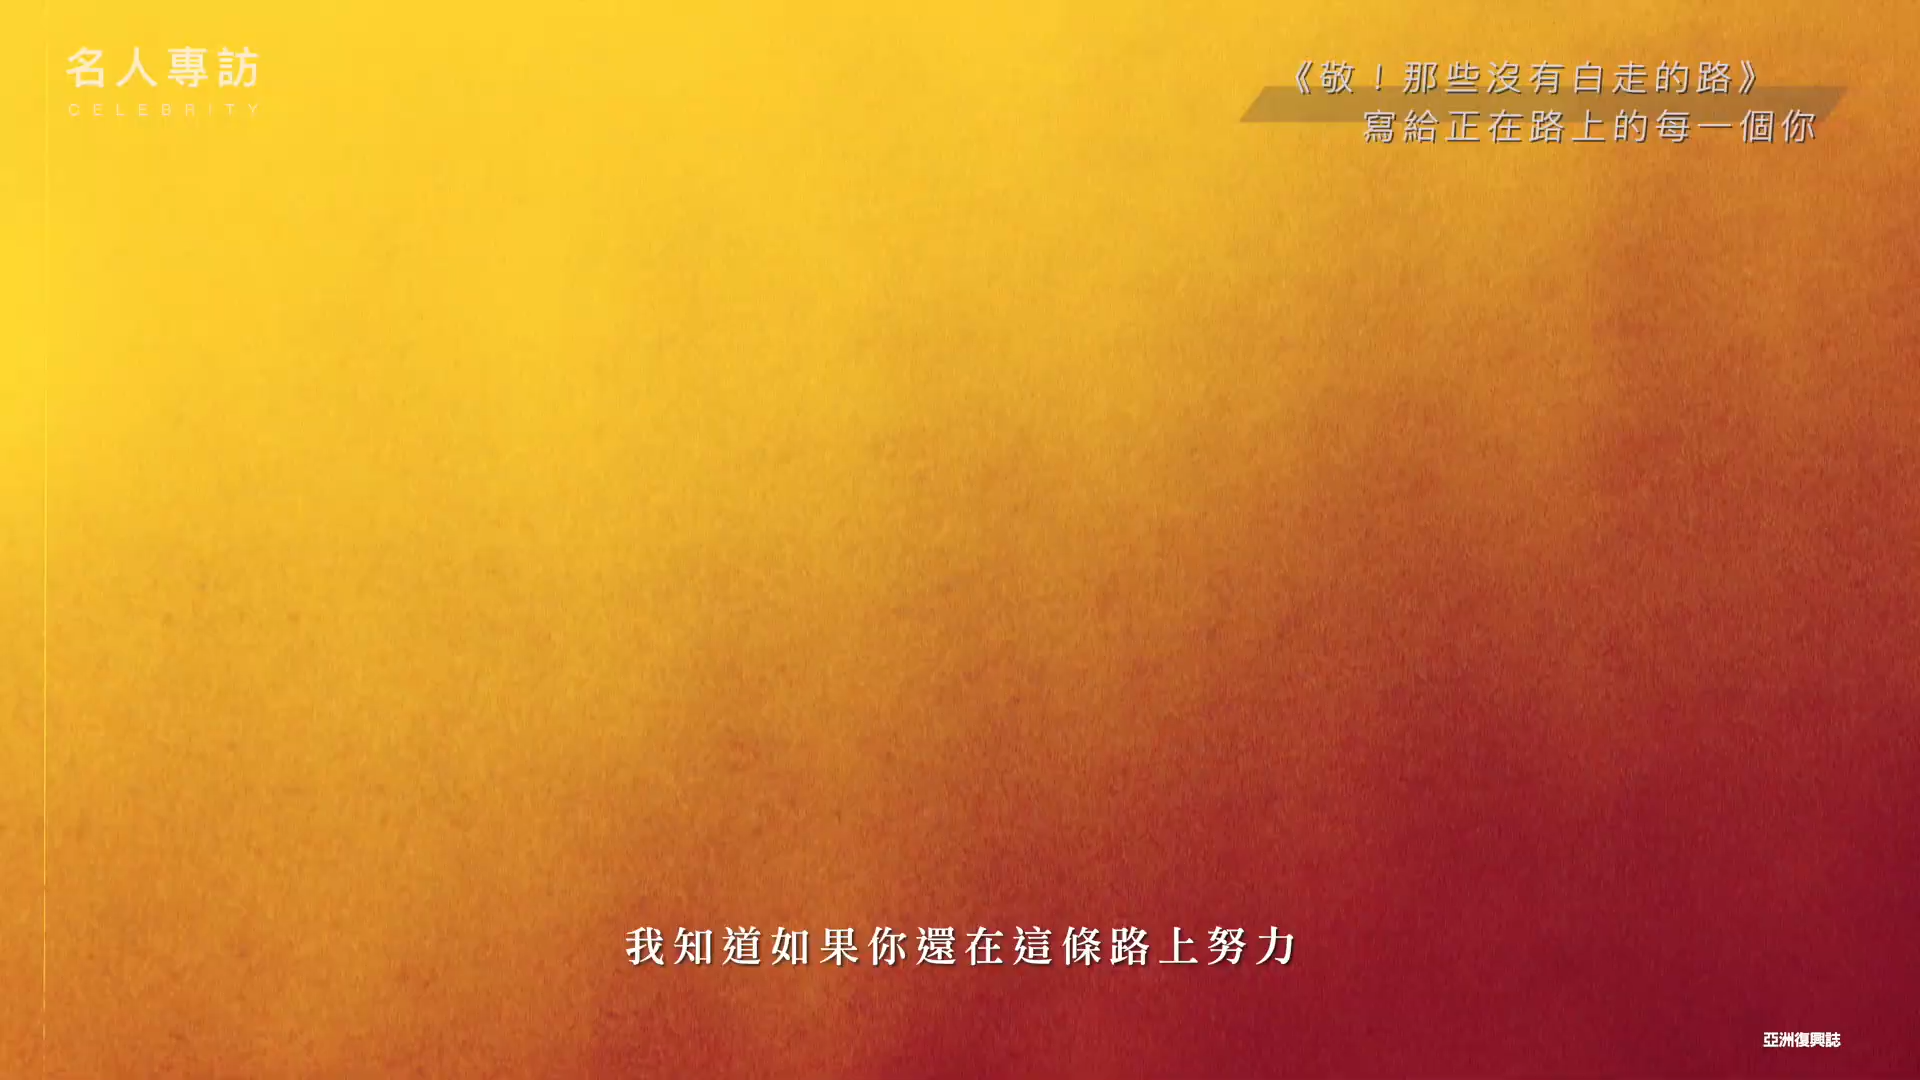 名人專訪
CELEBRITY
《敬！那些沒有白走的路》
寫給正在路上的每一個你
我知道如果你還在這條路上努力
亞洲復興誌